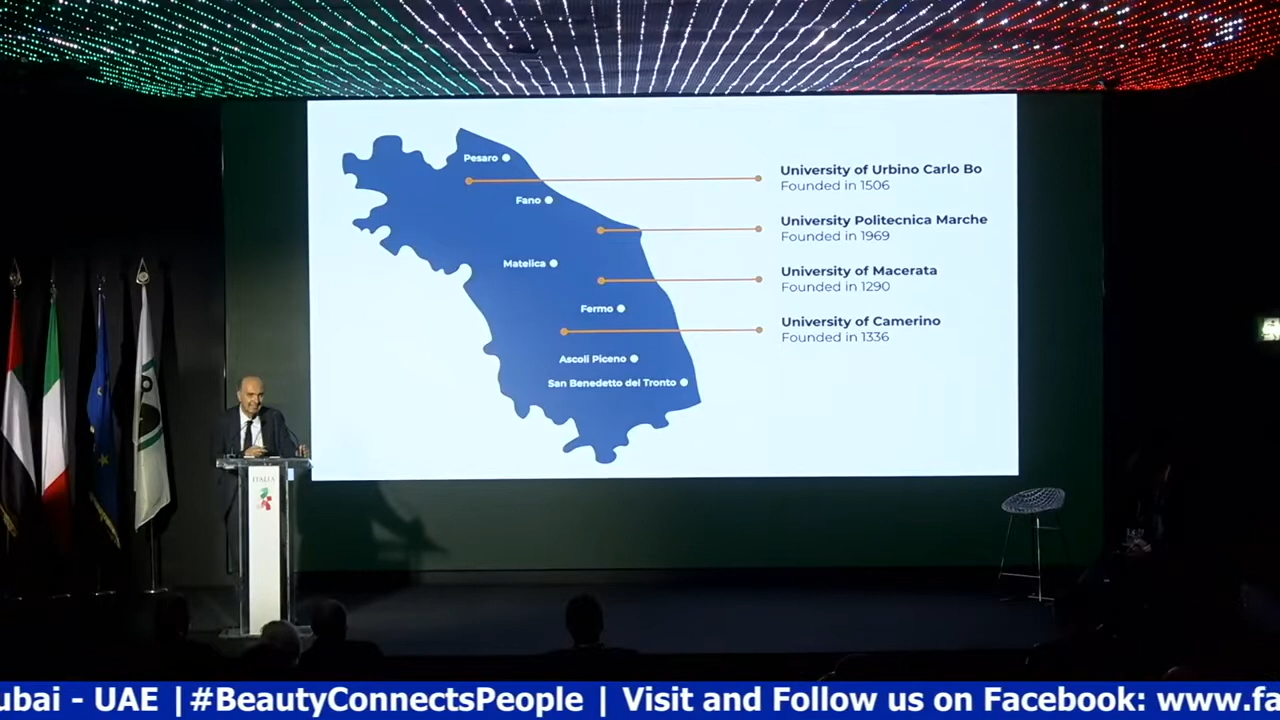 Pesaro
Fano
Matelica
Fermo
Ascoli Piceno
San Benedetto del Tronto
University of Urbino Carlo Bo
Founded in 1506
University Politecnica Marche
Founded in 1969
University of Macerata
Founded in 1290
University of Camerino
Founded in 1336
ITALIA
ubai - UAE | #BeautyConnectsPeople | Visit and Follow us on Facebook: www.fa